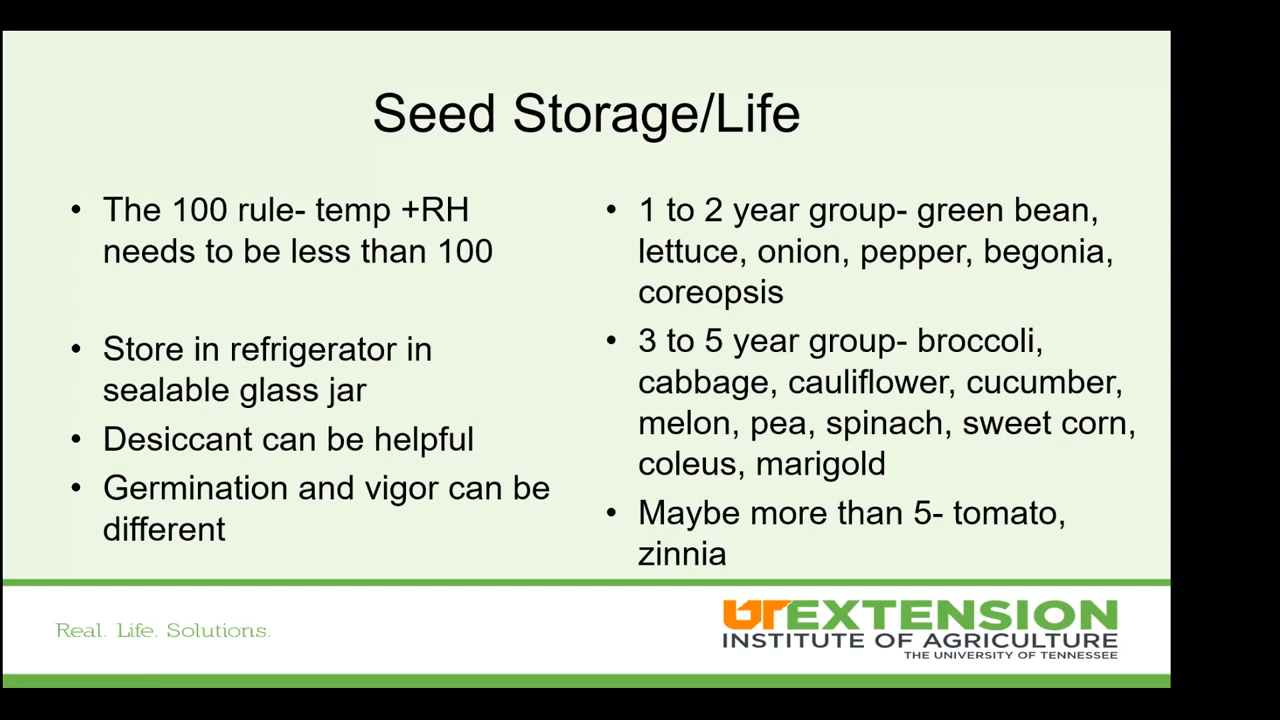 Seed Storage/Life
• The 100 rule- temp +RH
needs to be less than 100
• Store in refrigerator in
sealable glass jar
• Desiccant can be helpful
• Germination and vigor can be
different
• 1 to 2 year group- green bean,
lettuce, onion, pepper, begonia,
coreopsis
• 3 to 5 year group- broccoli,
cabbage, cauliflower, cucumber,
melon, pea, spinach, sweet corn,
coleus, marigold
• Maybe more than 5- tomato,
zinnia
Real. Life. Solutions.
UT EXTENSION
INSTITUTE OF AGRICULTURE
THE UNIVERSITY OF TENNESSEE